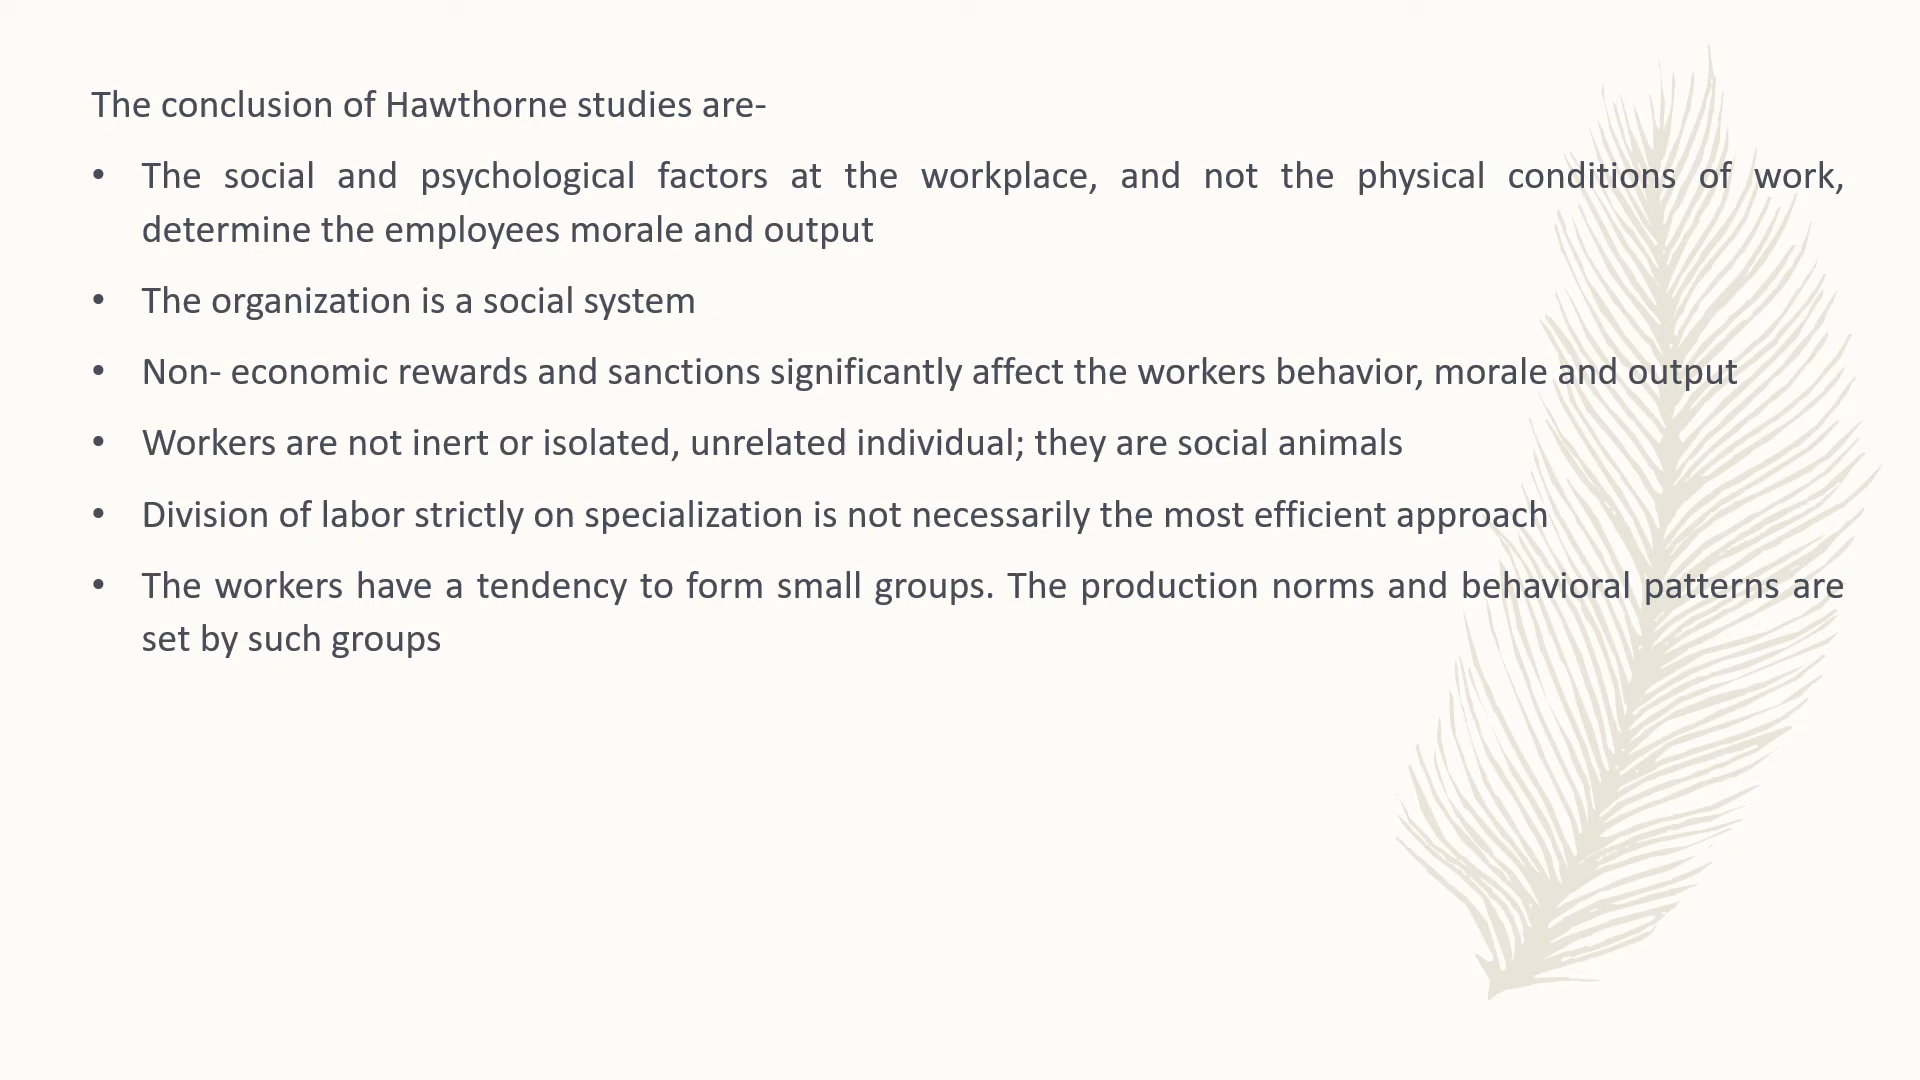 The conclusion of Hawthorne studies are-
• The social and psychological factors at the workplace, and not the physical conditions of work,
determine the employees morale and output
• The organization is a social system
• Non- economic rewards and sanctions significantly affect the workers behavior, morale and output
• Workers are not inert or isolated, unrelated individual; they are social animals
• Division of labor strictly on specialization is not necessarily the most efficient approach
• The workers have a tendency to form small groups. The production norms and behavioral patterns are
set by such groups